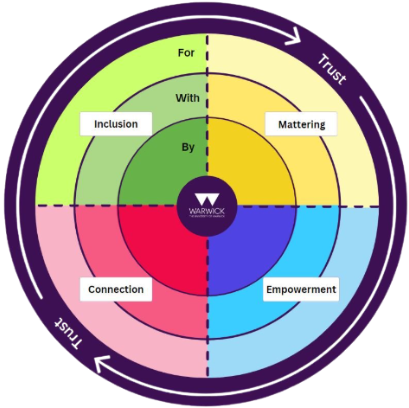 For
Trust
With
Inclusion
Mattering
By
WARWICK
Connection
Empowerment
Trust